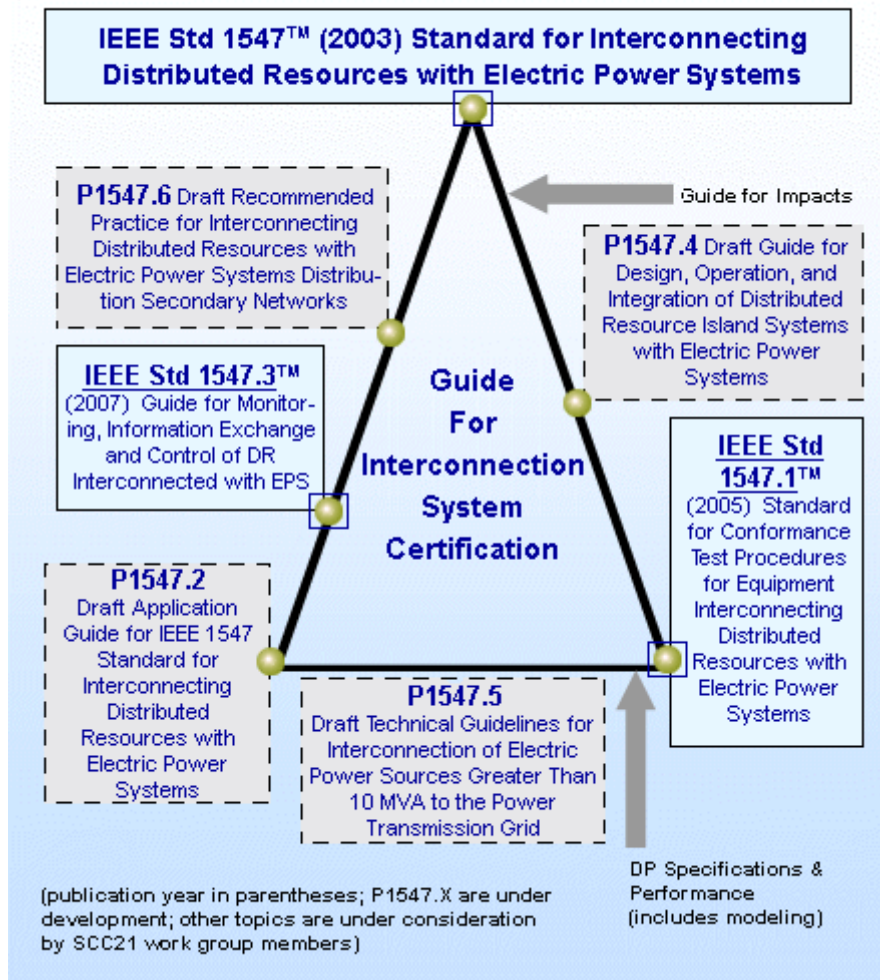 IEEE Std 1547™ (2003) Standard for Interconnecting
Distributed Resources with Electric Power Systems
Guide for Impacts
P1547.6 Draft Recommended
Practice for Interconnecting
Distributed Resources with
Electric Power Systems Distribu-
tion Secondary Networks
P1547.4 Draft Guide for
Design, Operation, and
Integration of Distributed
Resource Island Systems
with Electric Power
Systems
IEEE Std 1547.3™
(2007) Guide for Monitor-
ing, Information Exchange
and Control of DR
Interconnected with EPS
Guide
For
Interconnection
System
Certification
IEEE Std
1547.1™
(2005) Standard
for Conformance
Test Procedures
for Equipment
Interconnecting
Distributed
Resources with
Electric Power
Systems
P1547.2
Draft Application
Guide for IEEE 1547
Standard for
Interconnecting
Distributed
Resources with
Electric Power
Systems
P1547.5
Draft Technical Guidelines for
Interconnection of Electric
Power Sources Greater Than
10 MVA to the Power
Transmission Grid
DP Specifications &
Performance
(includes modeling)
(publication year in parentheses; P1547.X are under
development; other topics are under consideration
by SCC21 work group members)